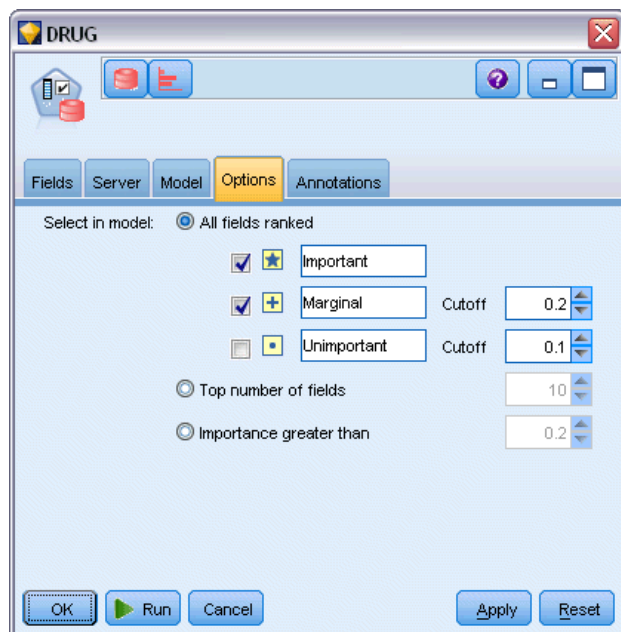 DRUG
Fields Server Model Options Annotations
Select in model: All fields ranked
Important
Marginal Cutoff 0.2
Unimportant Cutoff 0.1
Top number of fields 10
Importance greater than 0.2
OK Run Cancel Apply Reset